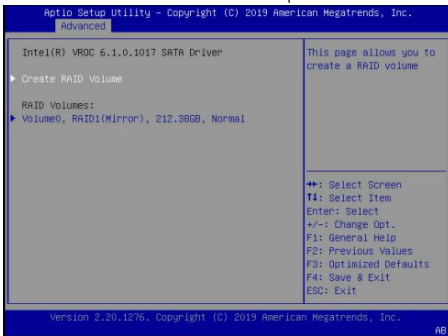 Aptio Setup Utility – Copyright (C) 2019 American Megatrends, Inc.
Advanced
Intel(R) VROC 6.1.0.1017 SATA Driver
Create RAID Volume
RAID Volumes:
Volume0, RAID1(Mirror), 212.38GB, Normal
This page allows you to
create a RAID volume
→←: Select Screen
↑↓: Select Item
Enter: Select
+/-: Change Opt.
F1: General Help
F2: Previous Values
F3: Optimized Defaults
F4: Save & Exit
ESC: Exit
Version 2.20.1276. Copyright (C) 2019 American Megatrends, Inc.
AB